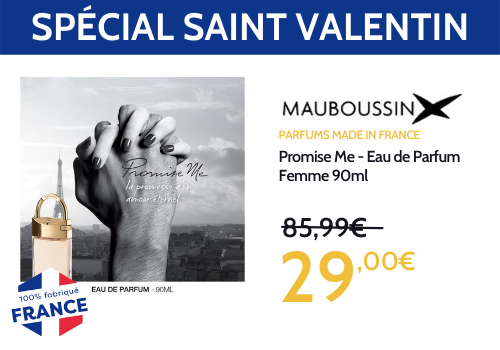 SPÉCIAL SAINT VALENTIN
MAUBOUSSIN
PARFUMS MADE IN FRANCE
Promise Me - Eau de Parfum
Femme 90ml
85,99€
29,00€
Promise Me
la promesse d'un
amour éternel
EAU DE PARFUM - 90ML
100% fabriqué
FRANCE